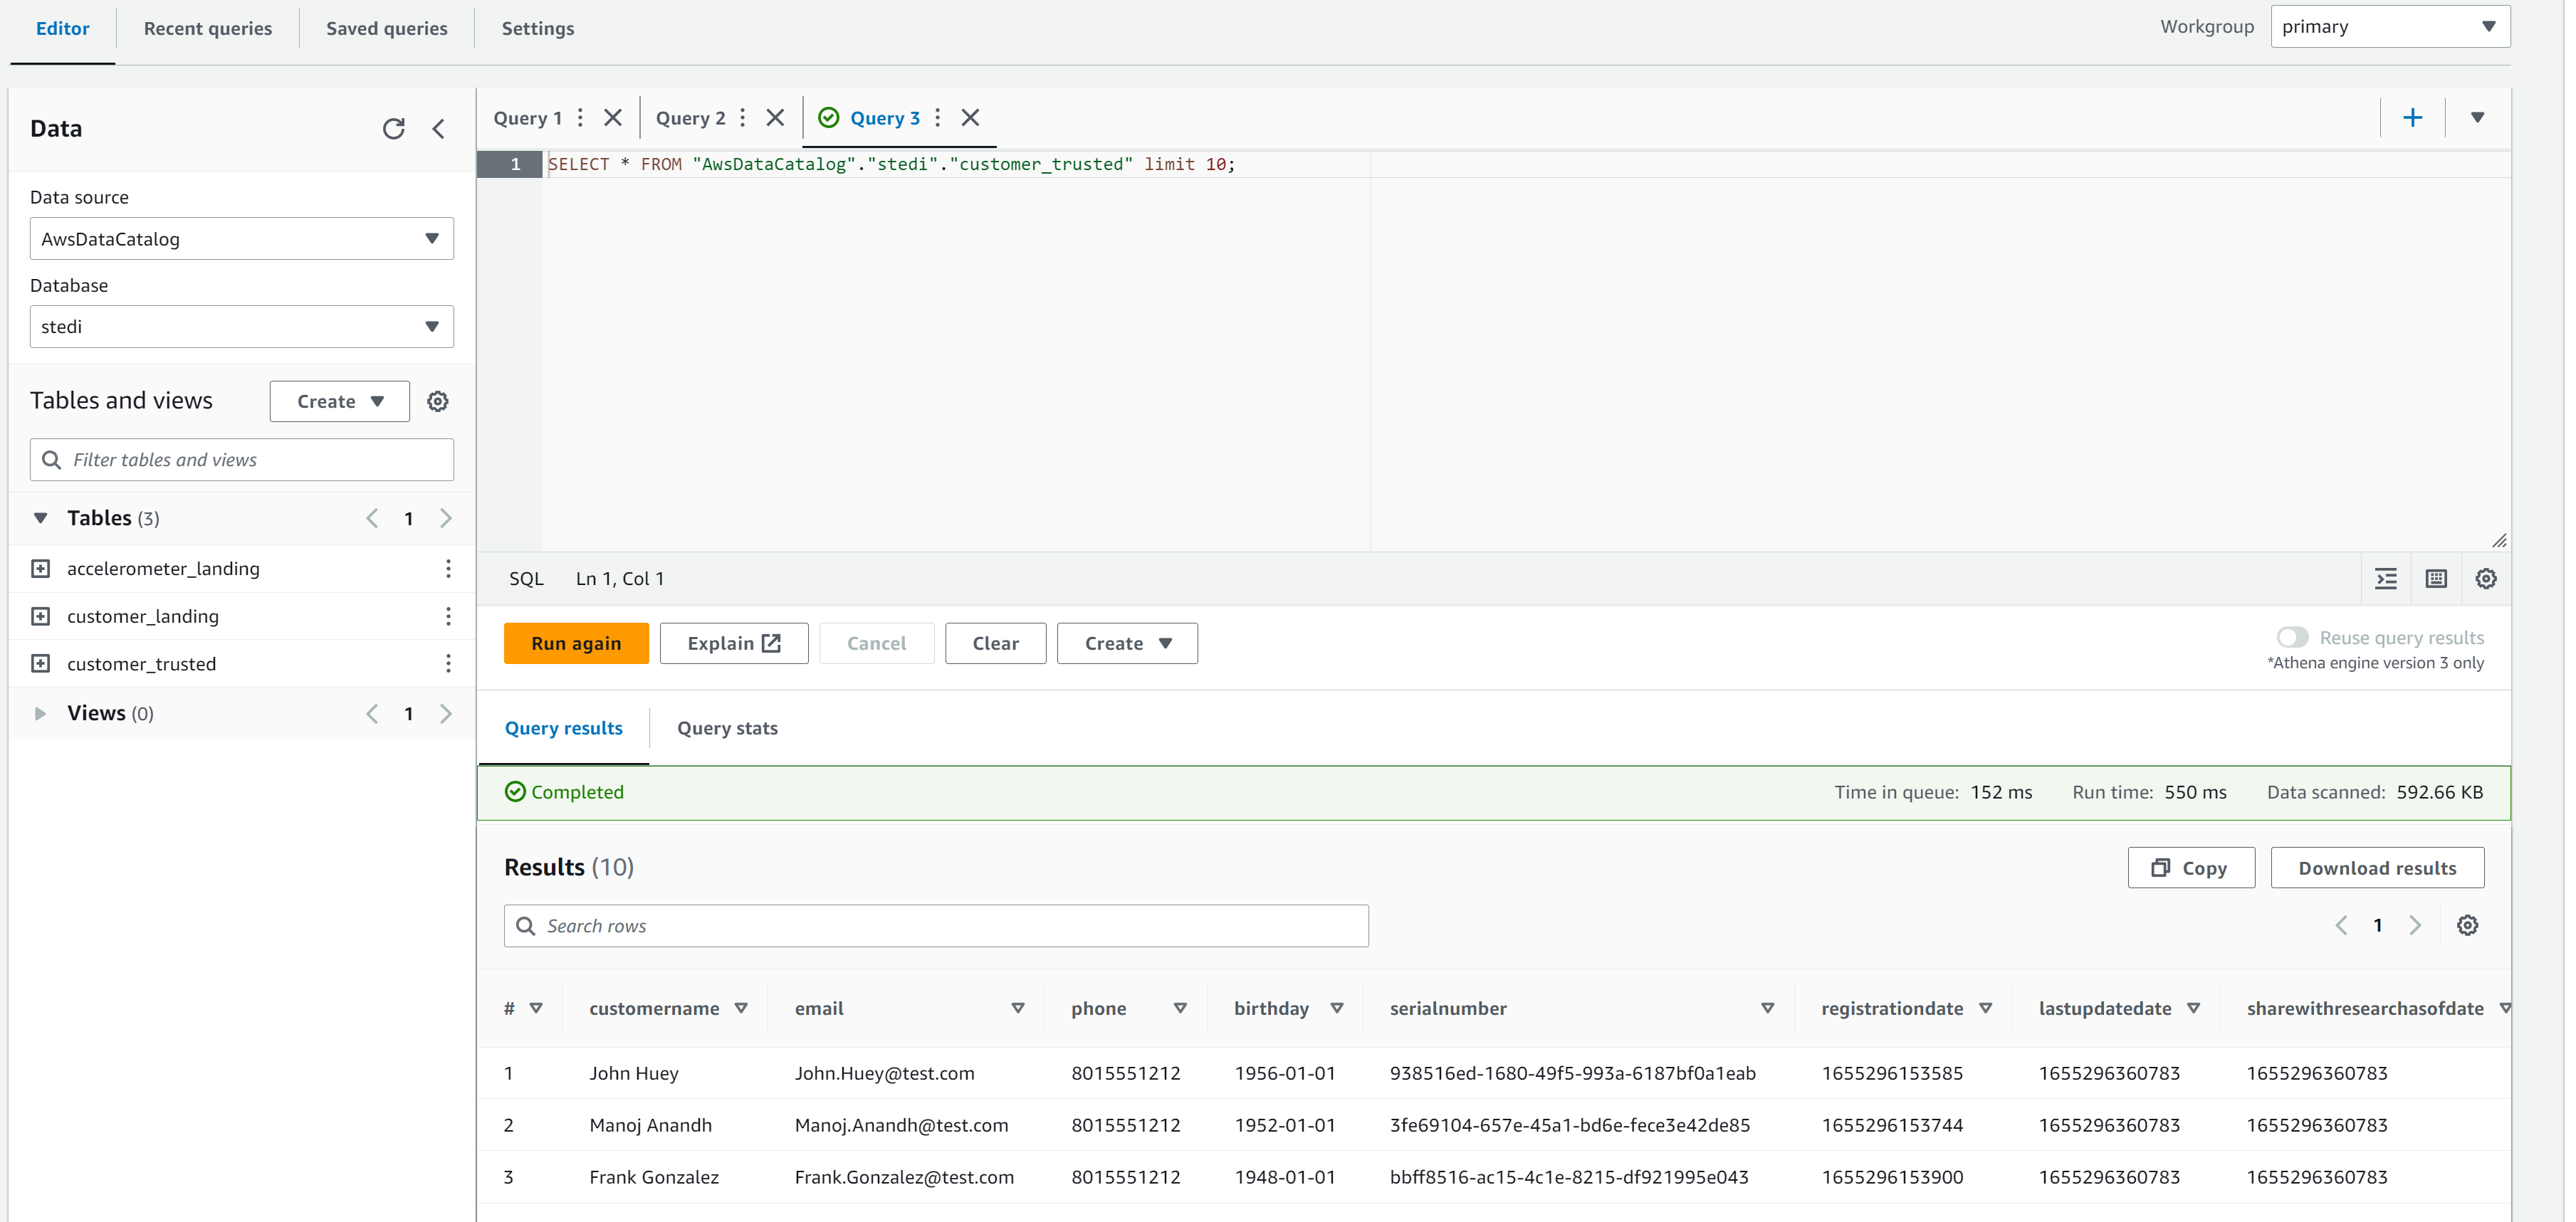 Editor Recent queries Saved queries Settings Workgroup primary
Data
Data source
AwsDataCatalog
Database
stedi
Tables and views Create
Filter tables and views
Tables (3) 1
accelerometer_landing
customer_landing
customer_trusted
Views (0) 1
Query 1 Query 2 Query 3
1 SELECT * FROM "AwsDataCatalog"."stedi"."customer_trusted" limit 10;
SQL Ln 1, Col 1
Run again Explain Cancel Clear Create Reuse query results
*Athena engine version 3 only
Query results Query stats
Completed Time in queue: 152 ms Run time: 550 ms Data scanned: 592.66 KB
Results (10) Copy Download results
Search rows 1
# customername email phone birthday serialnumber registrationdate lastupdatedate sharewithresearchasofdate
1 John Huey John.Huey@test.com 8015551212 1956-01-01 938516ed-1680-49f5-993a-6187bf0a1eab 1655296153585 1655296360783 1655296360783
2 Manoj Anandh Manoj.Anandh@test.com 8015551212 1952-01-01 3fe69104-657e-45a1-bd6e-fece3e42de85 1655296153744 1655296360783 1655296360783
3 Frank Gonzalez Frank.Gonzalez@test.com 8015551212 1948-01-01 bbff8516-ac15-4c1e-8215-df921995e043 1655296153900 1655296360783 1655296360783